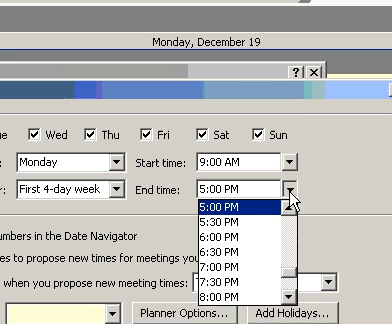 Monday, December 19
ue Wed Thu Fri Sat Sun
Monday Start time: 9:00 AM
First 4-day week End time: 5:00 PM
5:00 PM
5:30 PM
umbers in the Date Navigator 6:00 PM
6:30 PM
es to propose new times for meetings you 7:00 PM
when you propose new meeting times: 7:30 PM
8:00 PM
Planner Options... Add Holidays...